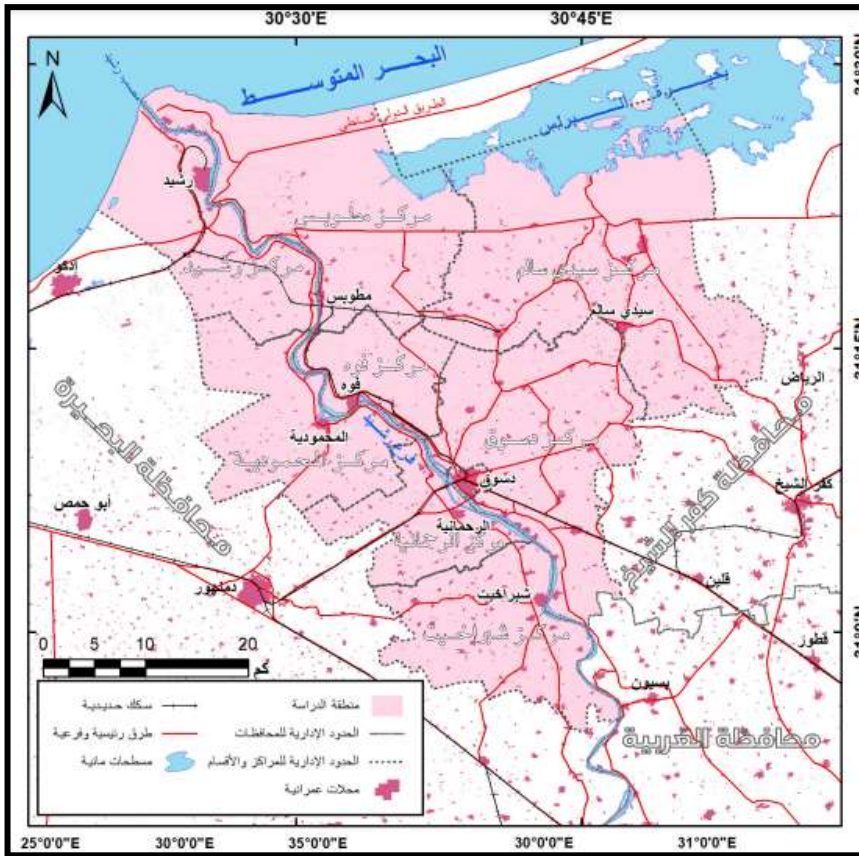 30°30'E 30°45'E
N
البحر المتوسط
الطريق الدولي الساحلي
بحيرة البرلس
رشيد
مركز مطوبس
ادكو
مركز رشيد
مركز سيدي سالم
مطوبس
سيدي سالم
مركز فوه
فوه
الرياض
محافظة البحيرة
المحمودية
مركز المحمودية
فرع رشيد
مركز دسوق
دسوق
محافظة كفر الشيخ
كفر الشيخ
أبو حمص
الرحمانية
مركز الرحمانية
دمنهور
شبراخيت
مركز شبراخيت
قلين
قطور
بسيون
محافظة الغربية
0 5 10 20
كم
منطقة الدراسة
سكك حديدية
الحدود الإدارية للمحافظات
طرق رئيسية وفرعية
الحدود الإدارية للمراكز والأقسام
مسطحات مائية
محلات عمرانية
25°0'0"E 30°0'0"E 35°0'0"E 30°0'0"E 31°0'0"E